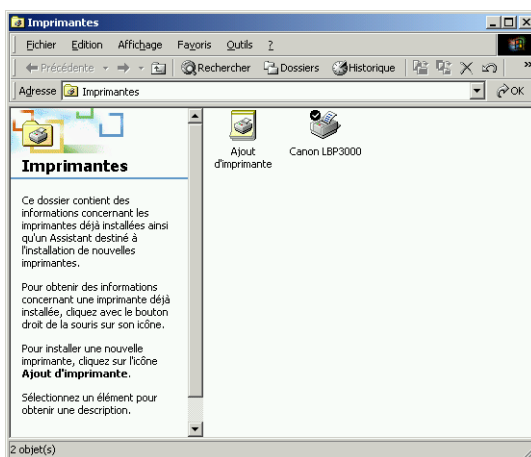 Imprimantes
Fichier Edition Affichage Favoris Outils ?
Précédente
Rechercher Dossiers Historique »
Adresse Imprimantes OK
Imprimantes
Ce dossier contient des
informations concernant les
imprimantes déjà installées ainsi
qu'un Assistant destiné à
l'installation de nouvelles
imprimantes.
Pour obtenir des informations
concernant une imprimante déjà
installée, cliquez avec le bouton
droit de la souris sur son icône.
Pour installer une nouvelle
imprimante, cliquez sur l'icône
Ajout d'imprimante.
Sélectionnez un élément pour
obtenir une description.
Ajout
d'imprimante
Canon LBP3000
2 objet(s)